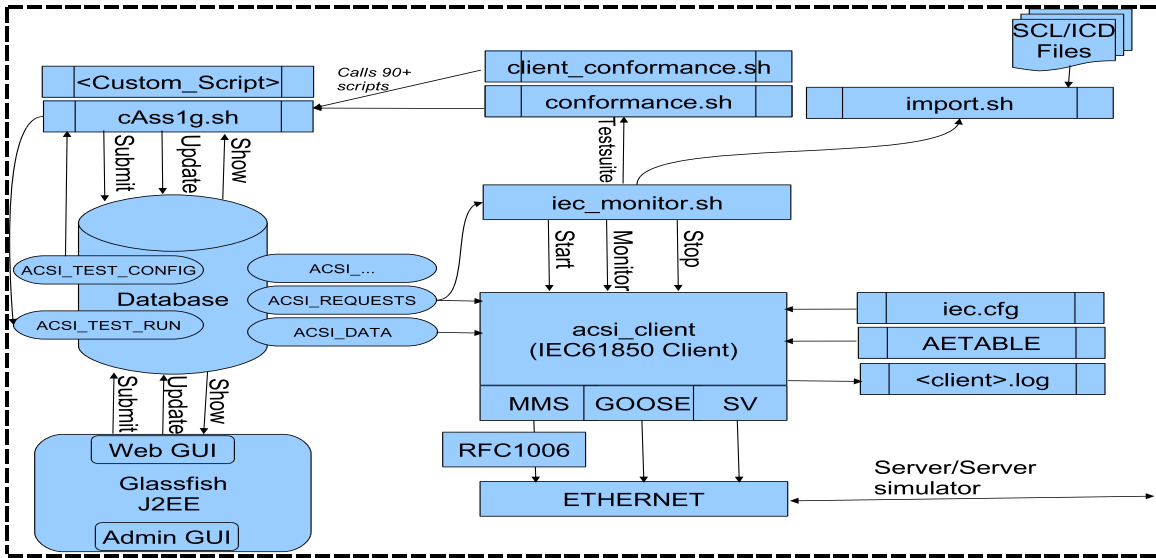 SCL/ICD
Files
<Custom_Script>
cAss1g.sh
Calls 90+
scripts
client_conformance.sh
conformance.sh
import.sh
Submit
Update
Show
Testsuite
iec_monitor.sh
Start
Monitor
Stop
ACSI_TEST_CONFIG
Database
ACSI_TEST_RUN
ACSI_...
ACSI_REQUESTS
ACSI_DATA
acsi_client
(IEC61850 Client)
MMS
GOOSE
SV
iec.cfg
AETABLE
<client>.log
Submit
Update
Show
Web GUI
Glassfish
J2EE
Admin GUI
RFC1006
ETHERNET
Server/Server
simulator